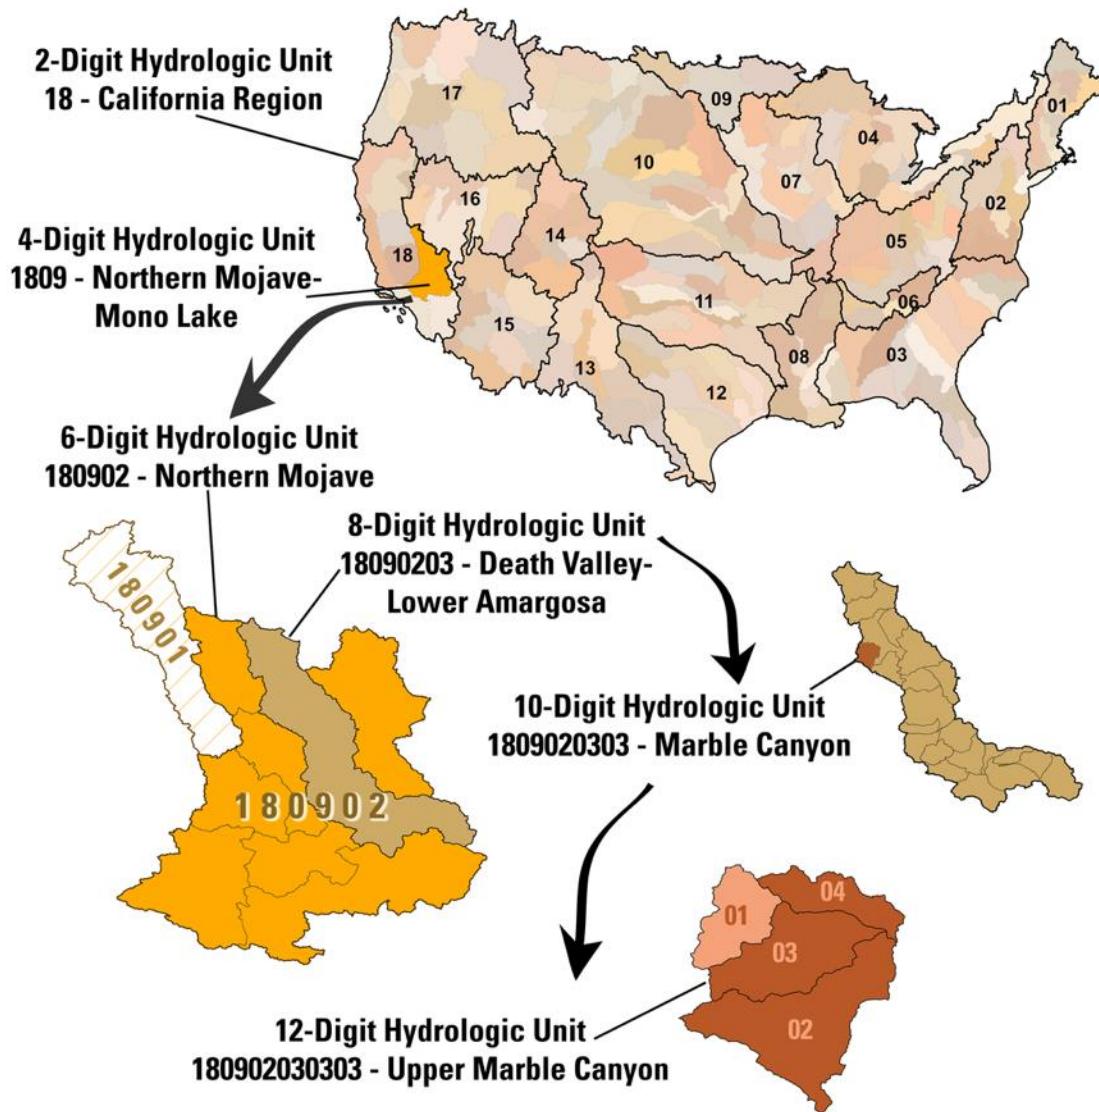 2-Digit Hydrologic Unit
18 - California Region
17
09
01
04
10
07
16
02
4-Digit Hydrologic Unit
1809 - Northern Mojave-
Mono Lake
18
14
05
11
06
15
08
03
13
12
6-Digit Hydrologic Unit
180902 - Northern Mojave
8-Digit Hydrologic Unit
18090203 - Death Valley-
Lower Amargosa
180901
180902
10-Digit Hydrologic Unit
1809020303 - Marble Canyon
04
01
03
02
12-Digit Hydrologic Unit
180902030303 - Upper Marble Canyon